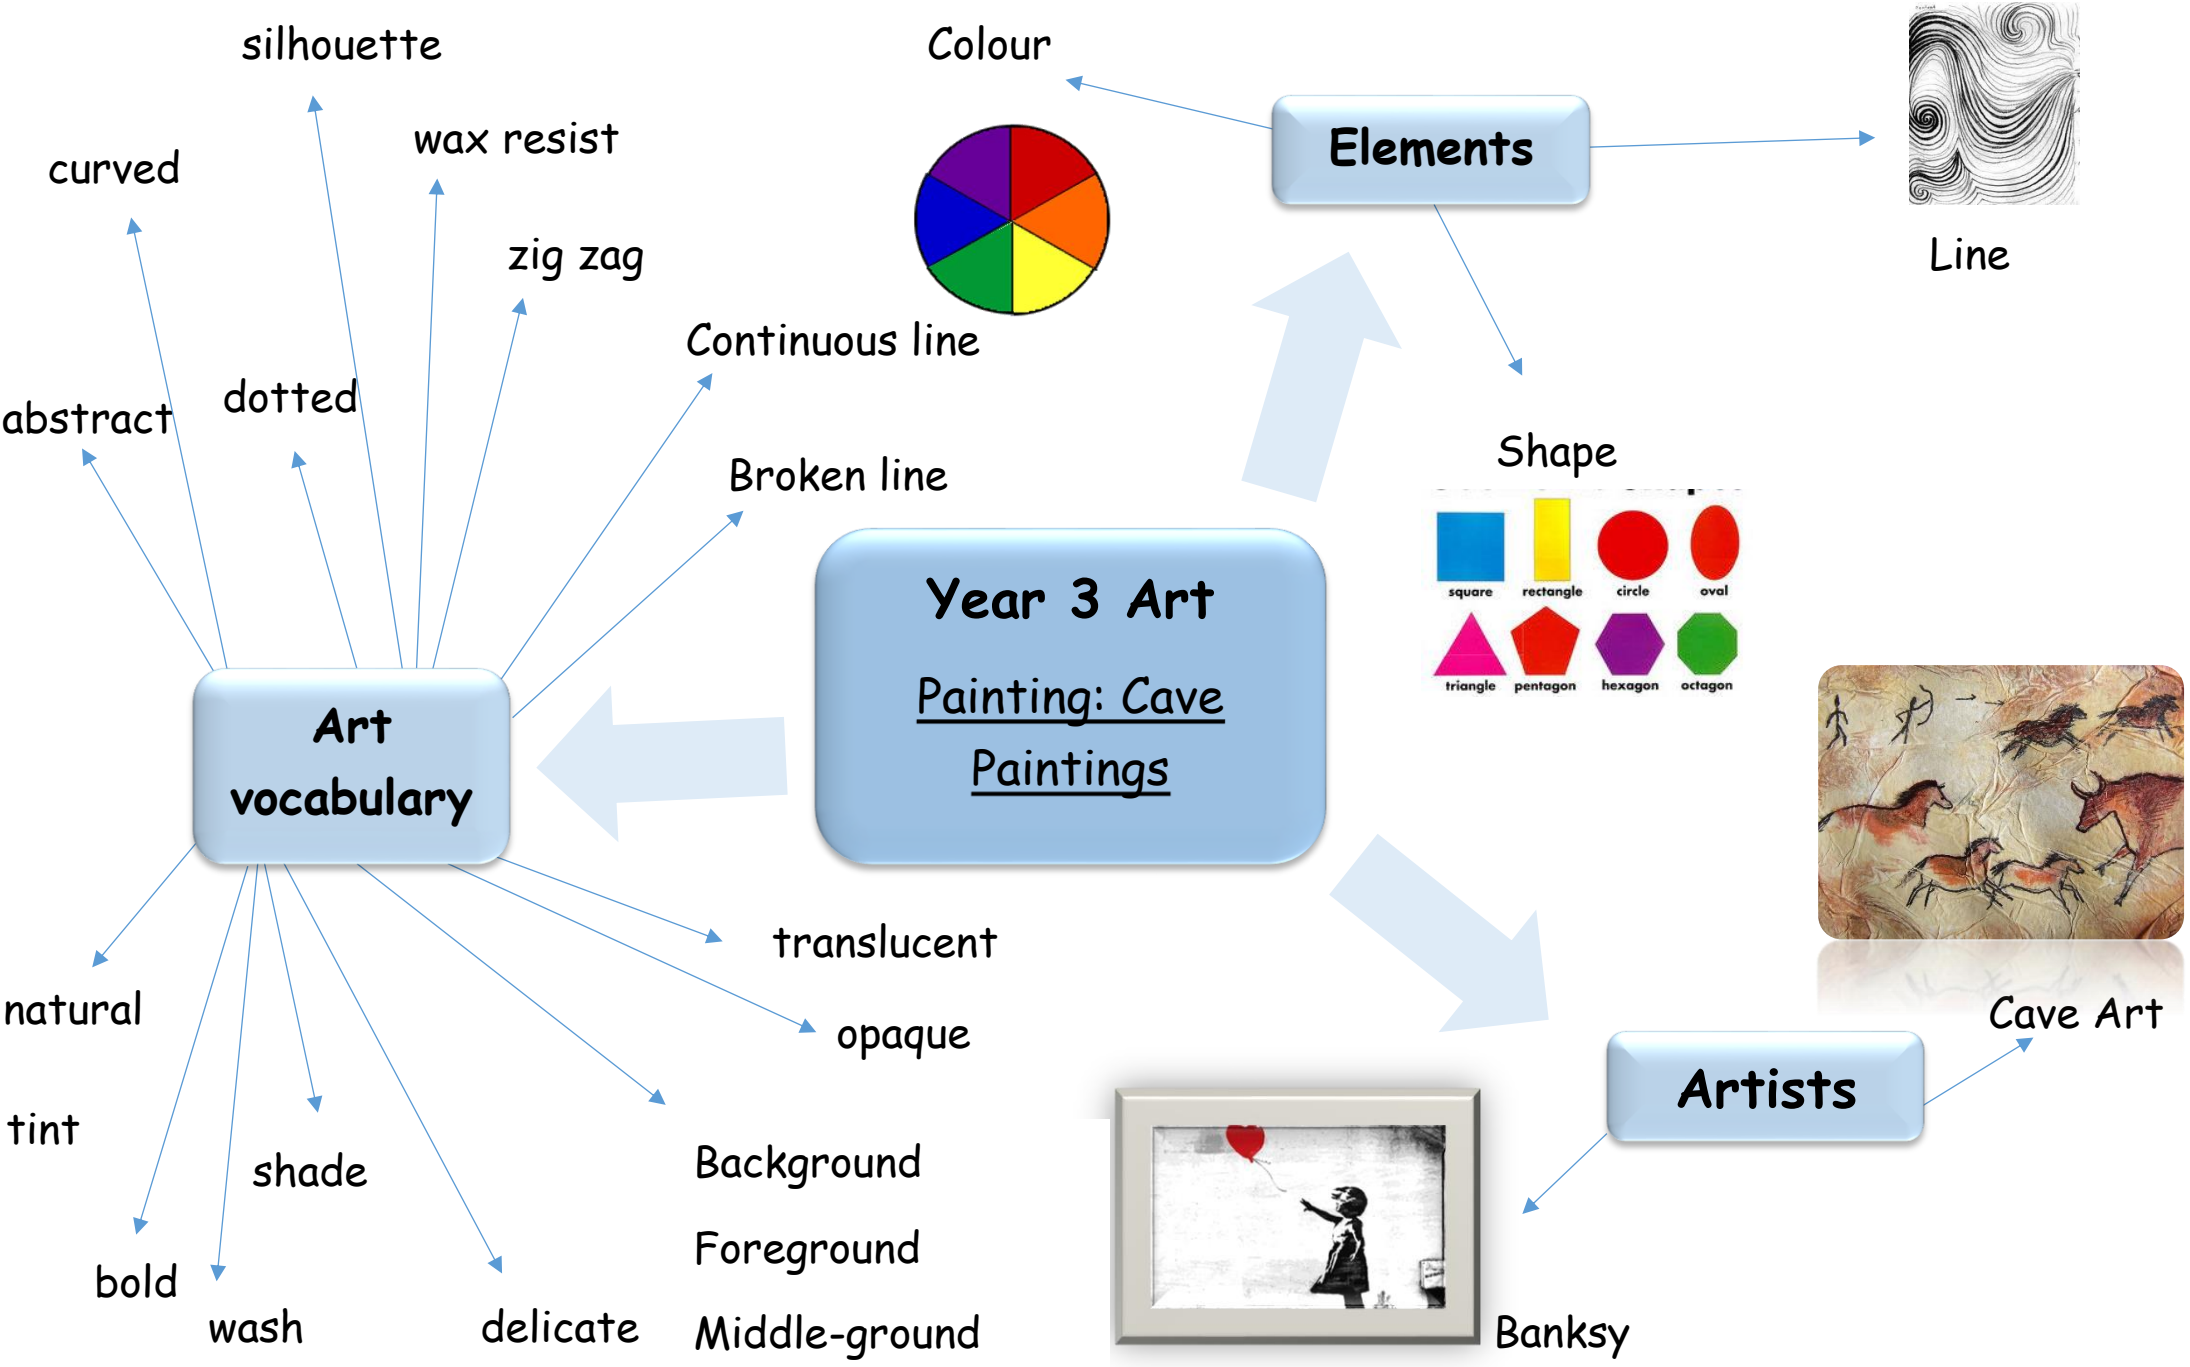 silhouette
Colour
Elements
wax resist
curved
zig zag
Line
Continuous line
dotted
abstract
Broken line
Shape
square
rectangle
circle
oval
triangle
pentagon
hexagon
octagon
Year 3 Art
Painting: Cave
Paintings
Art
vocabulary
translucent
natural
opaque
Cave Art
Artists
tint
shade
Background
Foreground
bold
wash
delicate
Middle-ground
Banksy